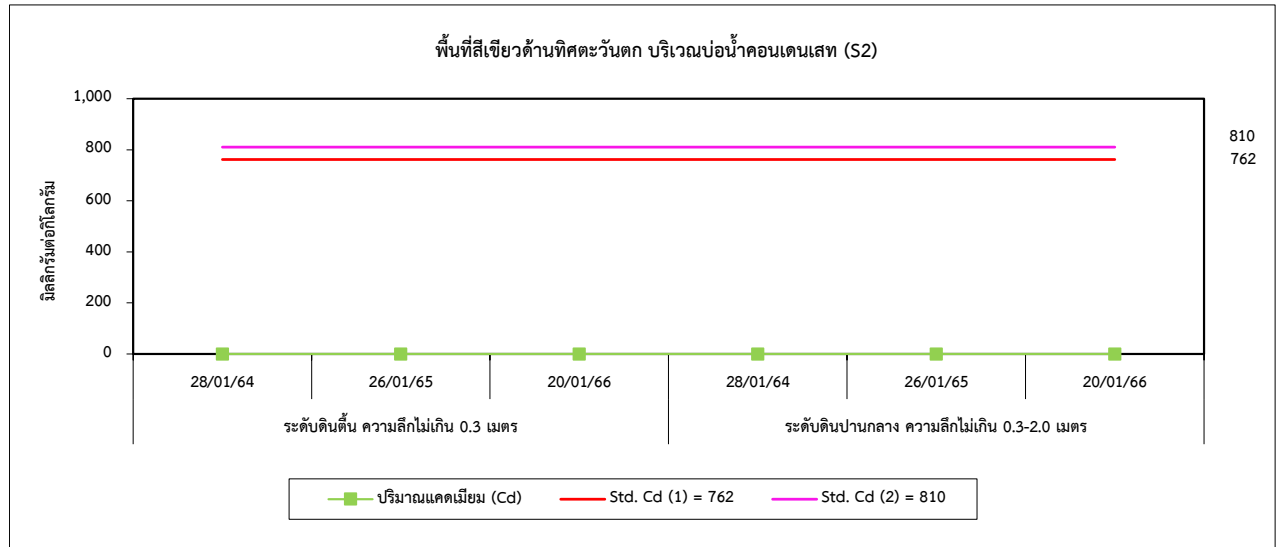 พื้นที่สีเขียวด้านทิศตะวันตก บริเวณบ่อน้ำคอนเดนเสท (S2)
มิลลิกรัมต่อกิโลกรัม
1,000
800
600
400
200
0
810
762
28/01/64 26/01/65 20/01/66 28/01/64 26/01/65 20/01/66
ระดับดินตื้น ความลึกไม่เกิน 0.3 เมตร ระดับดินปานกลาง ความลึกไม่เกิน 0.3-2.0 เมตร
ปริมาณแคดเมียม (Cd) Std. Cd (1) = 762 Std. Cd (2) = 810